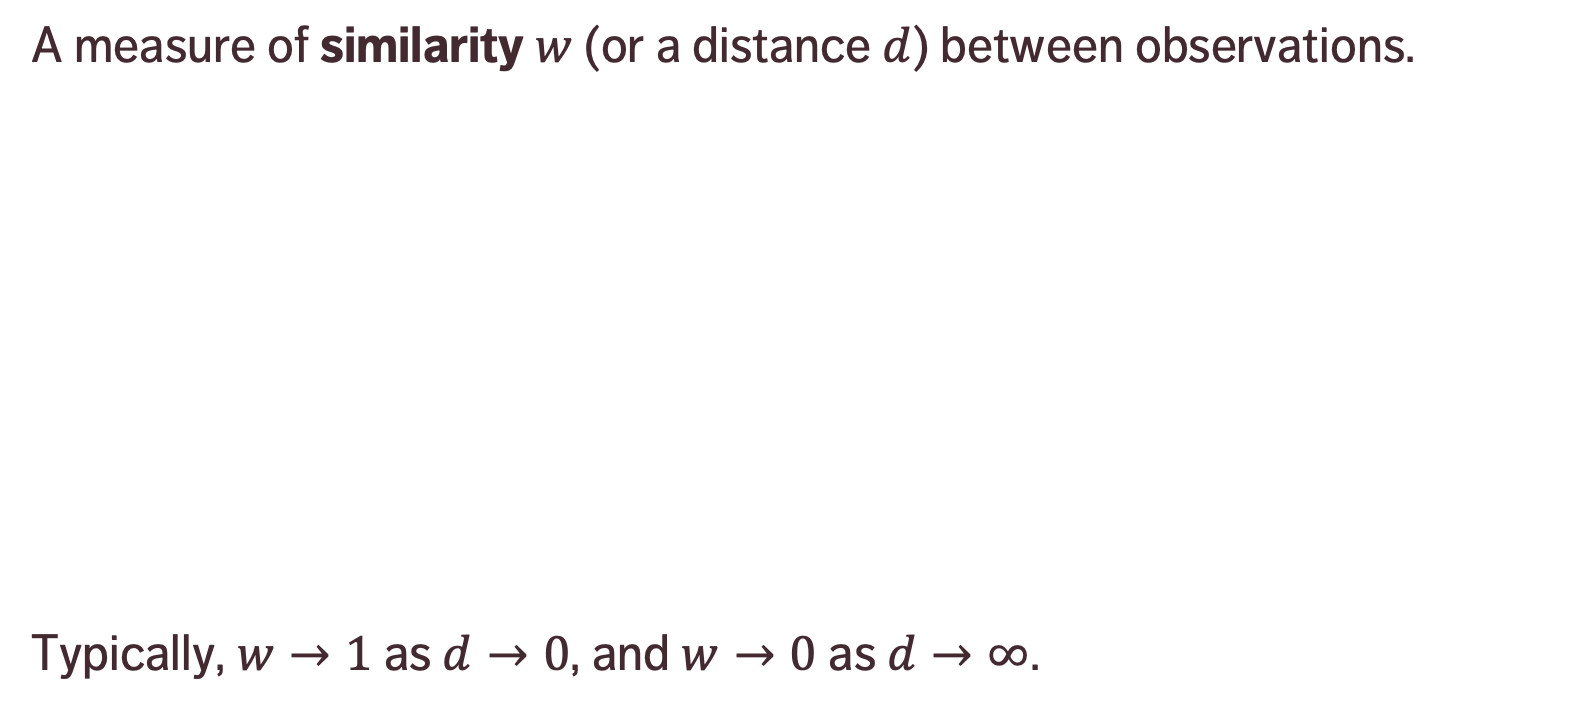 A measure of similarity w (or a distance d) between observations.
Typically, w → 1 as d → 0, and w → 0 as d → ∞.